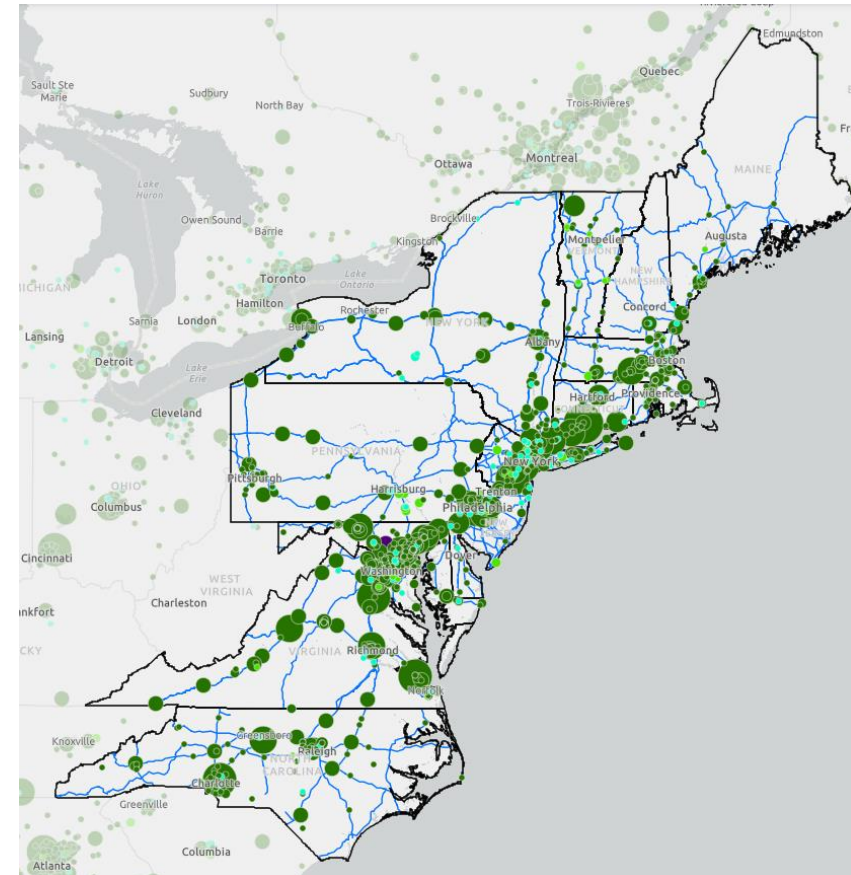 Edmundston
Quebec
Sault Ste
Marie
Sudbury
North Bay
Trois-Rivières
Ottawa
Montreal
MAINE
Lake
Huron
Owen Sound
Barrie
Brockville
Kingston
Montpelier
VERMONT
Augusta
NEW
HAMPSHIRE
Toronto
Lake
Ontario
Hamilton
Concord
Sarnia
London
Rochester
Buffalo
NEW YORK
Lansing
Detroit
Albany
Boston
Lake
Erie
Hartford
Providence
CONNECTICUT
Cleveland
New York
PENNSYLVANIA
OHIO
Pittsburgh
Harrisburg
Trenton
Columbus
Philadelphia
NEW
Cincinnati
Dover
Washington
WEST
VIRGINIA
Charleston
VIRGINIA
Richmond
Norfolk
Knoxville
Greensboro
Raleigh
NORTH
CAROLINA
Charlotte
Greenville
Columbia
Atlanta